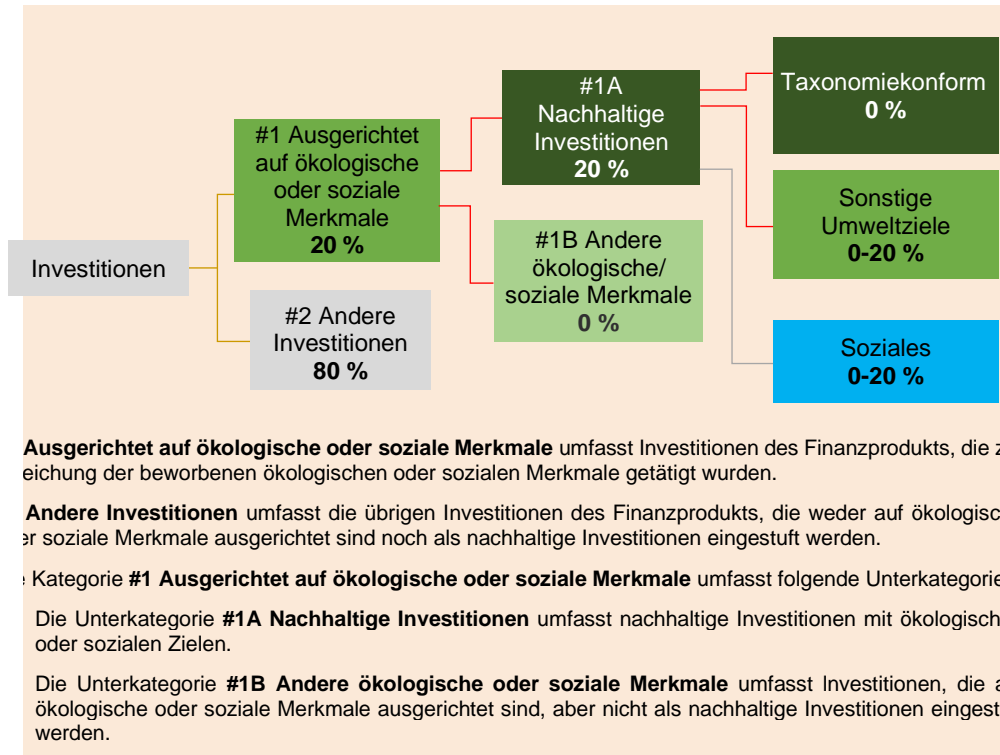 Investitionen
#1 Ausgerichtet
auf ökologische
oder soziale
Merkmale
20 %
#2 Andere
Investitionen
80 %
#1A
Nachhaltige
Investitionen
20 %
#1B Andere
ökologische/
soziale Merkmale
0 %
Taxonomiekonform
0 %
Sonstige
Umweltziele
0-20 %
Soziales
0-20 %
Ausgerichtet auf ökologische oder soziale Merkmale umfasst Investitionen des Finanzprodukts, die z
eichung der beworbenen ökologischen oder sozialen Merkmale getätigt wurden.
Andere Investitionen umfasst die übrigen Investitionen des Finanzprodukts, die weder auf ökologisc
er soziale Merkmale ausgerichtet sind noch als nachhaltige Investitionen eingestuft werden.
Kategorie #1 Ausgerichtet auf ökologische oder soziale Merkmale umfasst folgende Unterkategorie
Die Unterkategorie #1A Nachhaltige Investitionen umfasst nachhaltige Investitionen mit ökologisch
oder sozialen Zielen.
Die Unterkategorie #1B Andere ökologische oder soziale Merkmale umfasst Investitionen, die a
ökologische oder soziale Merkmale ausgerichtet sind, aber nicht als nachhaltige Investitionen eingest
werden.